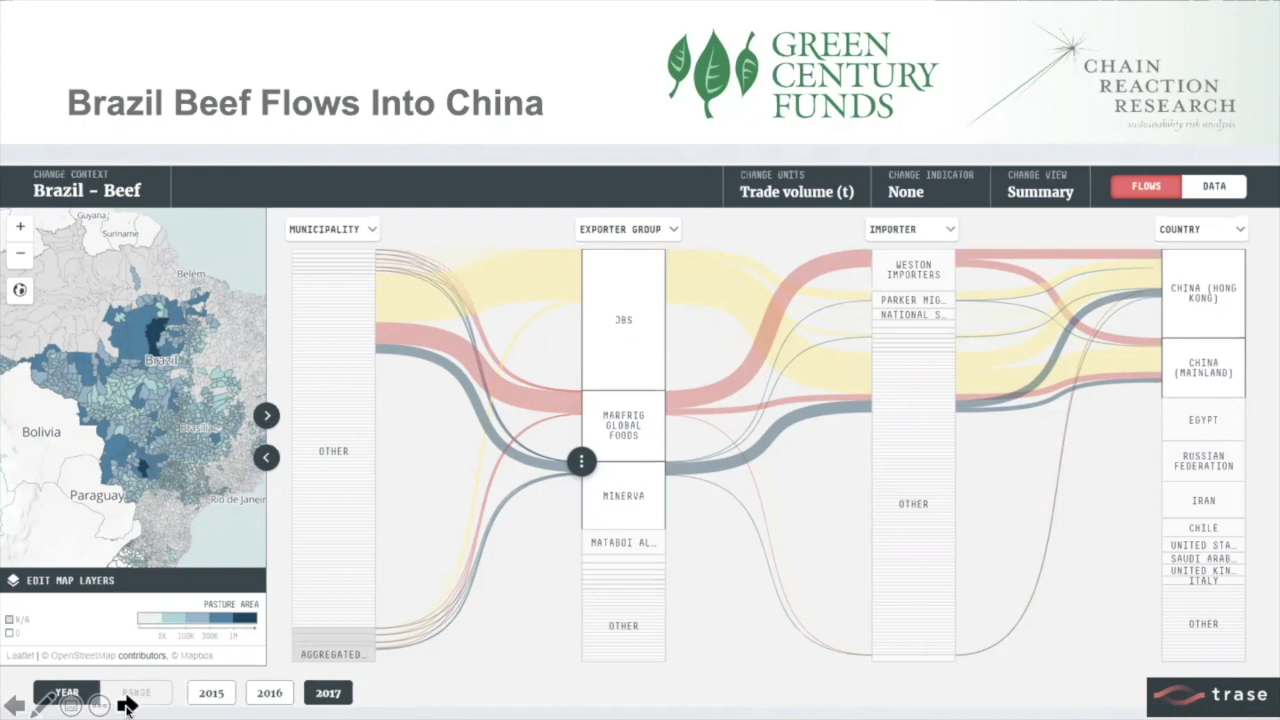 Brazil Beef Flows Into China
GREEN
CENTURY
FUNDS
CHAIN
REACTION
RESEARCH
sustainability risk analysis
CHANGE CONTEXT
Brazil - Beef
CHANGE UNITS
Trade volume (t)
CHANGE INDICATOR
None
CHANGE VIEW
Summary
FLOWS
DATA
MUNICIPALITY
EXPORTER GROUP
IMPORTER
COUNTRY
+
−
Guyana
Suriname
Belém
Brazil
Brasília
Bolivia
Paraguay
Rio de Janeir
OTHER
AGGREGATED…
JBS
MARFRIG
GLOBAL
FOODS
MINERVA
MATABOI AL…
OTHER
WESTON
IMPORTERS
PARKER MIG…
NATIONAL S…
OTHER
CHINA (HONG
KONG)
CHINA
(MAINLAND)
EGYPT
RUSSIAN
FEDERATION
IRAN
CHILE
UNITED STA…
SAUDI ARAB…
UNITED KIN…
ITALY
OTHER
EDIT MAP LAYERS
PASTURE AREA
N/A
0
5K 100K 300K 1M
Leaflet | © OpenStreetMap contributors, © Mapbox
YEAR
RANGE
2015
2016
2017
trase